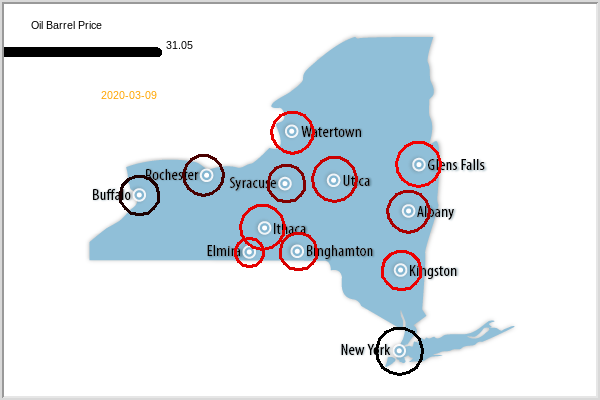 Oil Barrel Price
31.05
2020-03-09
Watertown
Rochester
Glens Falls
Syracuse
Utica
Buffalo
Albany
Ithaca
Elmira
Binghamton
Kingston
New York